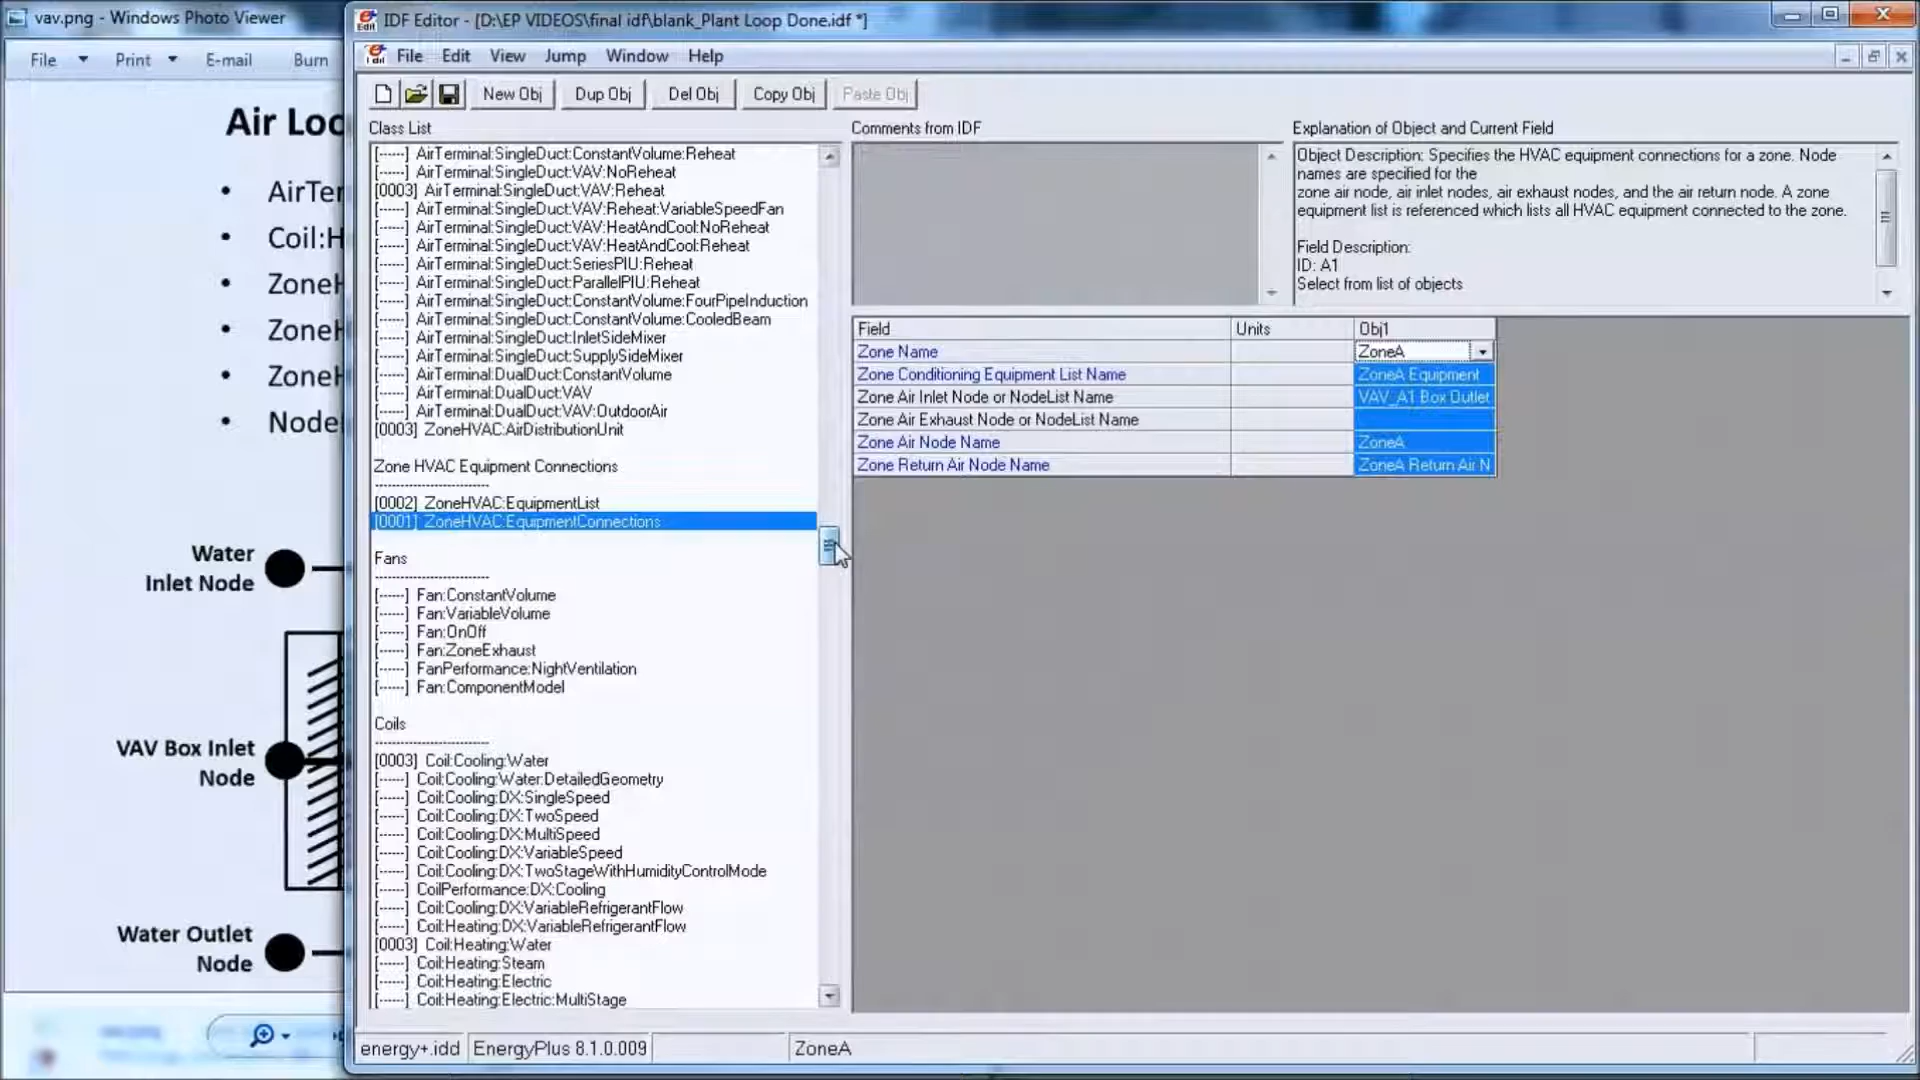 vav.png - Windows Photo Viewer
File Print E-mail Burn
Air Loo
• AirTer
• Coil:H
• ZoneH
• ZoneH
• ZoneH
• Node
Water
Inlet Node
VAV Box Inlet
Node
Water Outlet
Node
IDF Editor - [D:\EP VIDEOS\final idf\blank_Plant Loop Done.idf *]
File Edit View Jump Window Help
New Obj Dup Obj Del Obj Copy Obj Paste Obj
Class List
[------] AirTerminal:SingleDuct:ConstantVolume:Reheat
[------] AirTerminal:SingleDuct:VAV:NoReheat
[0003] AirTerminal:SingleDuct:VAV:Reheat
[------] AirTerminal:SingleDuct:VAV:Reheat:VariableSpeedFan
[------] AirTerminal:SingleDuct:VAV:HeatAndCool:NoReheat
[------] AirTerminal:SingleDuct:VAV:HeatAndCool:Reheat
[------] AirTerminal:SingleDuct:SeriesPIU:Reheat
[------] AirTerminal:SingleDuct:ParallelPIU:Reheat
[------] AirTerminal:SingleDuct:ConstantVolume:FourPipeInduction
[------] AirTerminal:SingleDuct:ConstantVolume:CooledBeam
[------] AirTerminal:SingleDuct:InletSideMixer
[------] AirTerminal:SingleDuct:SupplySideMixer
[------] AirTerminal:DualDuct:ConstantVolume
[------] AirTerminal:DualDuct:VAV
[------] AirTerminal:DualDuct:VAV:OutdoorAir
[0003] ZoneHVAC:AirDistributionUnit
Zone HVAC Equipment Connections
-------------------------
[0002] ZoneHVAC:EquipmentList
[0001] ZoneHVAC:EquipmentConnections
Fans
-------------------------
[------] Fan:ConstantVolume
[------] Fan:VariableVolume
[------] Fan:OnOff
[------] Fan:ZoneExhaust
[------] FanPerformance:NightVentilation
[------] Fan:ComponentModel
Coils
-------------------------
[0003] Coil:Cooling:Water
[------] Coil:Cooling:Water:DetailedGeometry
[------] Coil:Cooling:DX:SingleSpeed
[------] Coil:Cooling:DX:TwoSpeed
[------] Coil:Cooling:DX:MultiSpeed
[------] Coil:Cooling:DX:VariableSpeed
[------] Coil:Cooling:DX:TwoStageWithHumidityControlMode
[------] CoilPerformance:DX:Cooling
[------] Coil:Cooling:DX:VariableRefrigerantFlow
[------] Coil:Heating:DX:VariableRefrigerantFlow
[0003] Coil:Heating:Water
[------] Coil:Heating:Steam
[------] Coil:Heating:Electric
[------] Coil:Heating:Electric:MultiStage
Comments from IDF
Explanation of Object and Current Field
Object Description: Specifies the HVAC equipment connections for a zone. Node
names are specified for the
zone air node, air inlet nodes, air exhaust nodes, and the air return node. A zone
equipment list is referenced which lists all HVAC equipment connected to the zone.
Field Description:
ID: A1
Select from list of objects
Field Units Obj1
Zone Name ZoneA
Zone Conditioning Equipment List Name ZoneA Equipment
Zone Air Inlet Node or NodeList Name VAV_A1 Box Outlet
Zone Air Exhaust Node or NodeList Name
Zone Air Node Name ZoneA
Zone Return Air Node Name ZoneA Return Air N
energy+.idd EnergyPlus 8.1.0.009 ZoneA